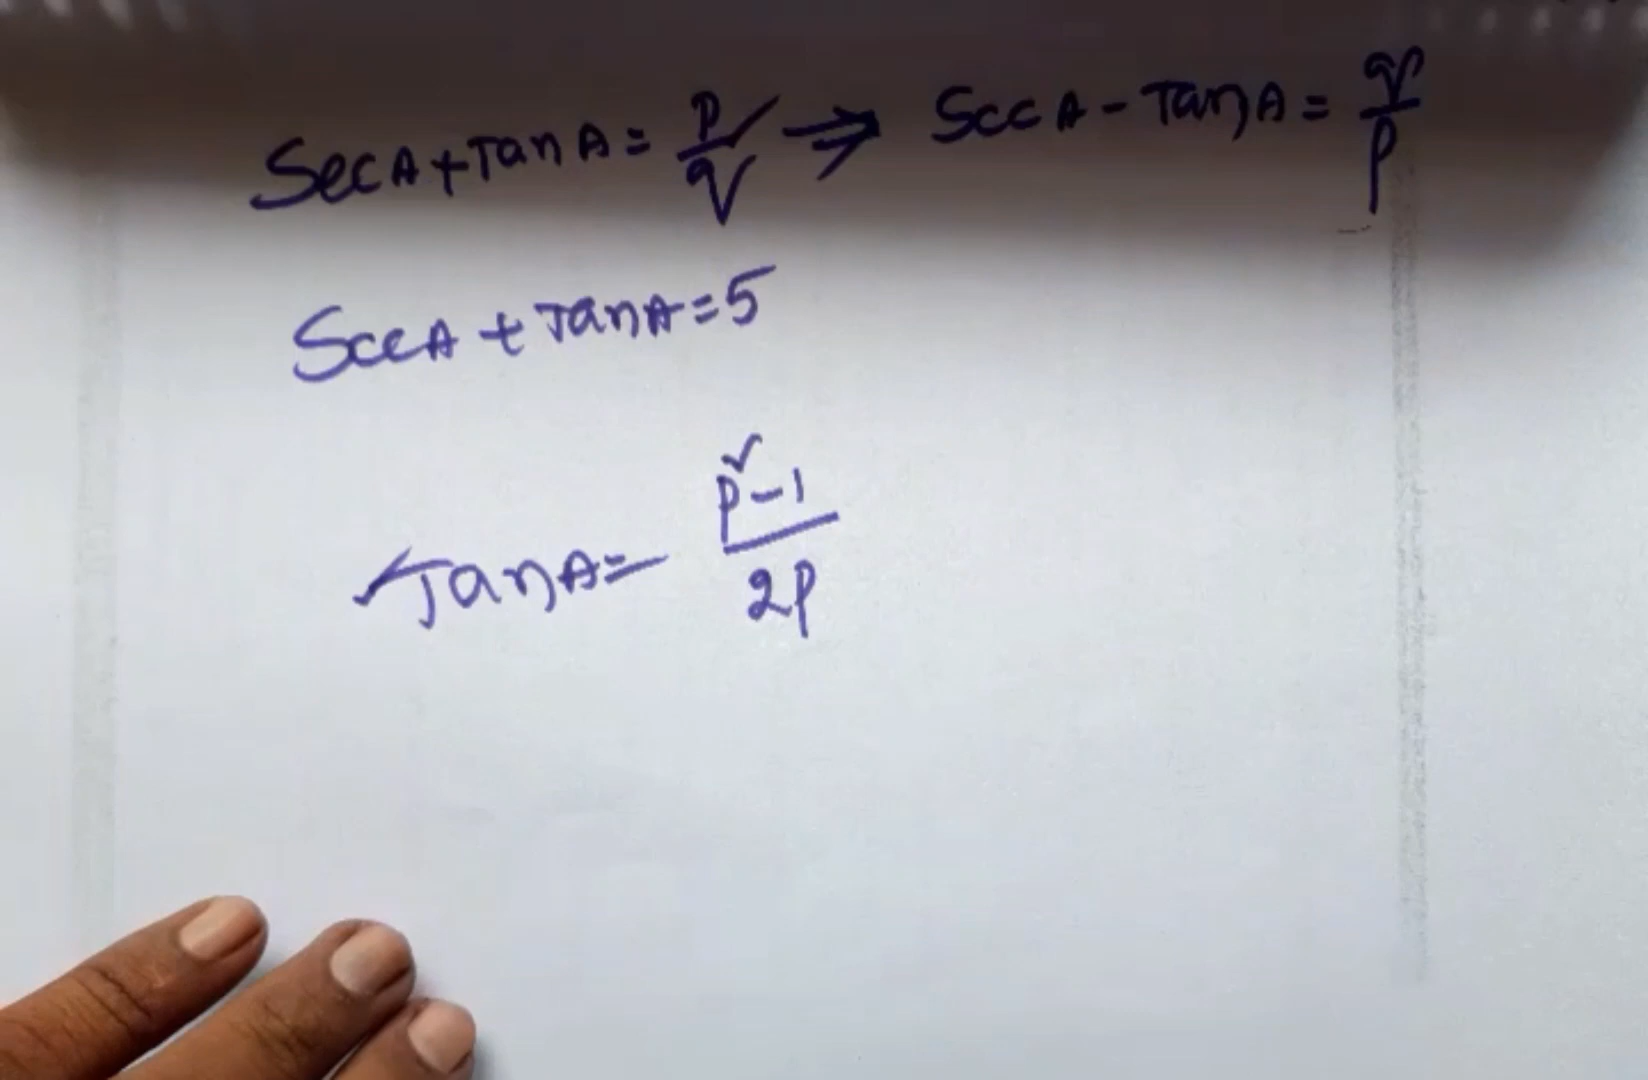 SecA+TanA = p/q ⇒ SecA - TanA = q/p
SecA + TanA = 5
TanA = p² - 1 / 2p